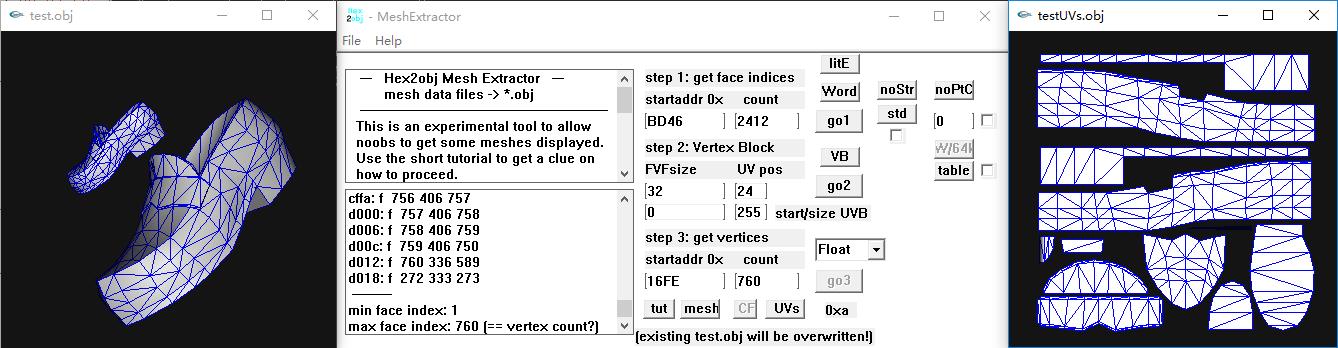 test.obj
Hex 2obj - MeshExtractor
File Help
— Hex2obj Mesh Extractor —
mesh data files -> *.obj
This is an experimental tool to allow
noobs to get some meshes displayed.
Use the short tutorial to get a clue on
how to proceed.
cffa: f 756 406 757
d000: f 757 406 758
d006: f 758 406 759
d00c: f 759 406 750
d012: f 760 336 589
d018: f 272 333 273
min face index: 1
max face index: 760 (== vertex count?)
step 1: get face indices
startaddr 0x count
BD46 2412
step 2: Vertex Block
FVFsize UV pos
32 24
0 255 start/size UVB
step 3: get vertices
startaddr 0x count
16FE 760
tut mesh CF UVs 0xa
(existing test.obj will be overwritten!)
litE
Word
go1
VB
go2
Float
go3
noStr
std
noPtC
0
W/64k
table
testUVs.obj